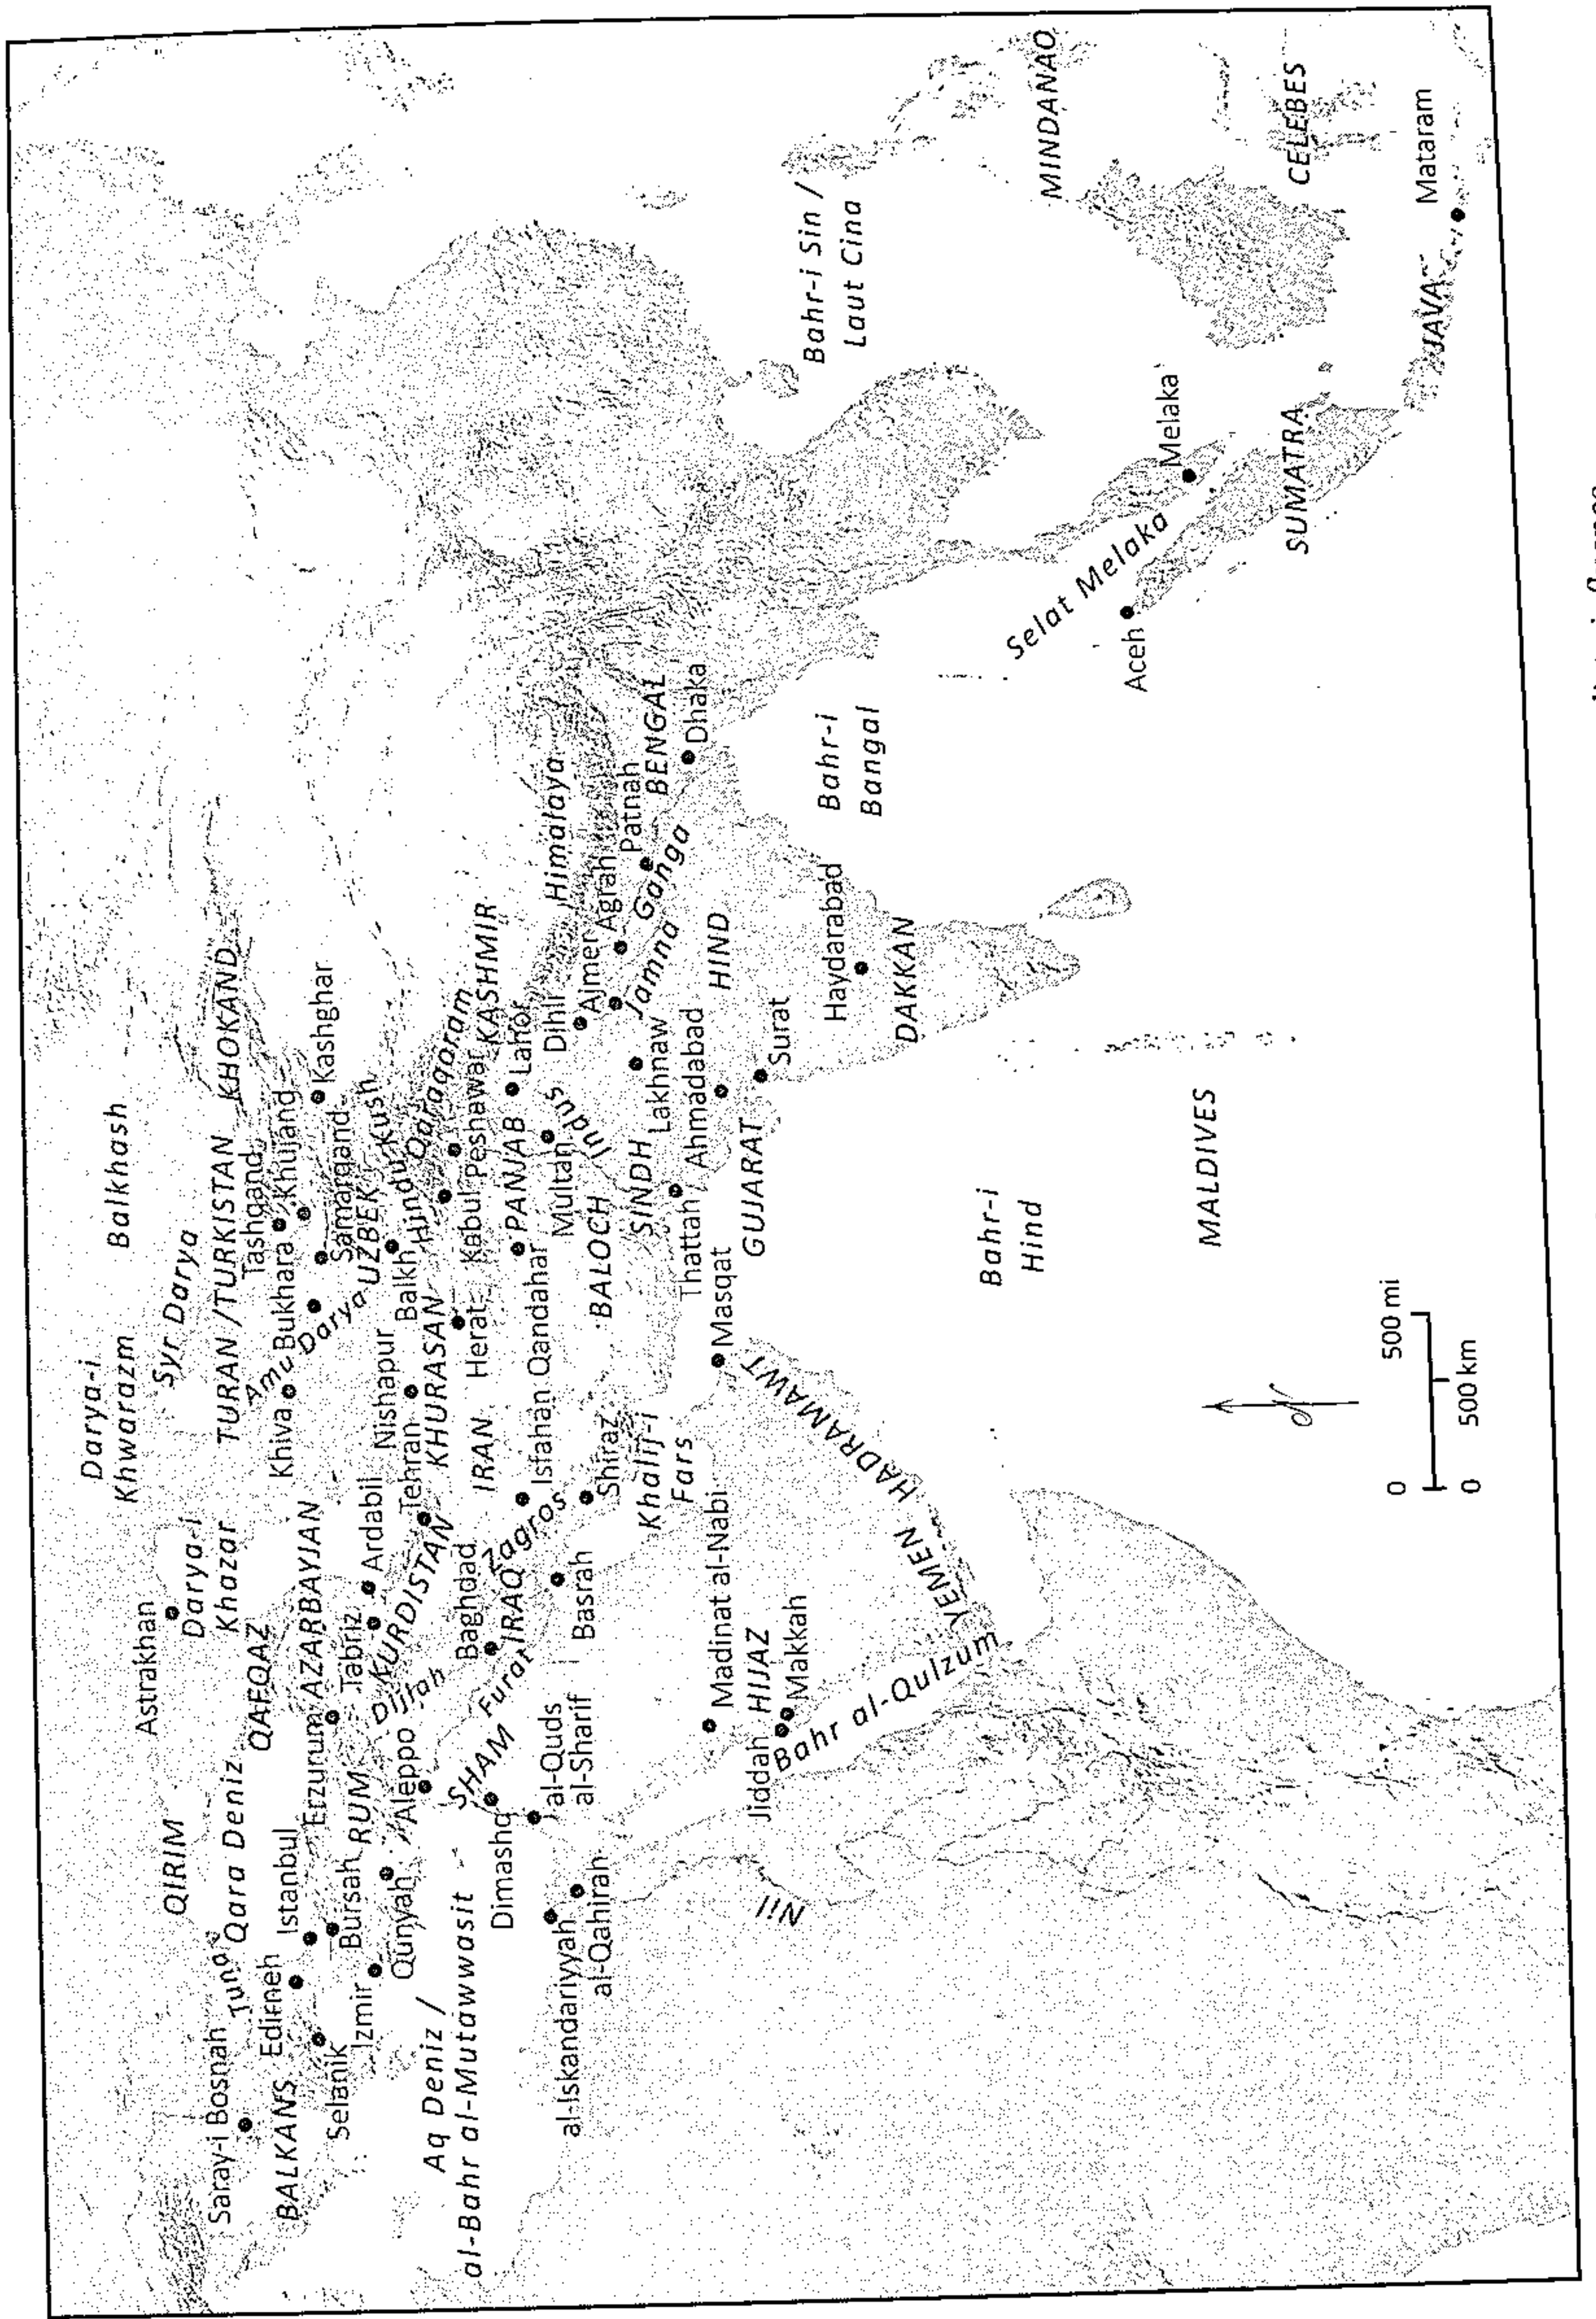 Saray-i Bosnah
BALKANS
Tuna
Edirneh
Selanik
Izmir
QIRIM
Qara Deniz
Istanbul
Bursah
RUM
Qunyah
Aq Deniz /
al-Bahr al-Mutawwasit
al-Iskandariyyah
al-Qahirah
Astrakhan
Darya-i
Khazar
QAFQAZ
AZARBAYJAN
Erzurum
Tabriz
Ardabil
KURDISTAN
Dijlah
Aleppo
SHAM
Furat
Dimashq
al-Quds
al-Sharif
Baghdad
IRAQ
Zagros
Basrah
Nil
Jiddah
HIJAZ
Makkah
Madinat al-Nabi
Bahr al-Qulzum
YEMEN
HADRAMAWT
Masqat
Khalij-i
Fars
Shiraz
Isfahan
IRAN
Tehran
KHURASAN
Nishapur
Herat
Qandahar
Darya-i
Khwarazm
Syr Darya
Balkhash
TURAN / TURKISTAN
KHOKAND
Khiva
Amu Darya
Bukhara
Tashqand
Khujand
Samarqand
UZBEK
Kashghar
Balkh
Hindu Kush
Qaraqoram
Kabul
Peshawar
KASHMIR
PANJAB
Lahor
Multan
Indus
BALOCH
SINDH
Thattah
Dihli
Ajmer
Agrah
Himalaya
Lakhnaw
Jamna
Ganga
Patnah
BENGAL
Dhaka
Ahmadabad
GUJARAT
HIND
Surat
Haydarabad
DAKKAN
Bahr-i
Bangal
Bahr-i
Hind
MALDIVES
Bahr-i Sin /
Laut Cina
MINDANAO
CELEBES
Selat Melaka
Melaka
Aceh
SUMATRA
JAVA
Mataram
0 500 mi
0 500 km